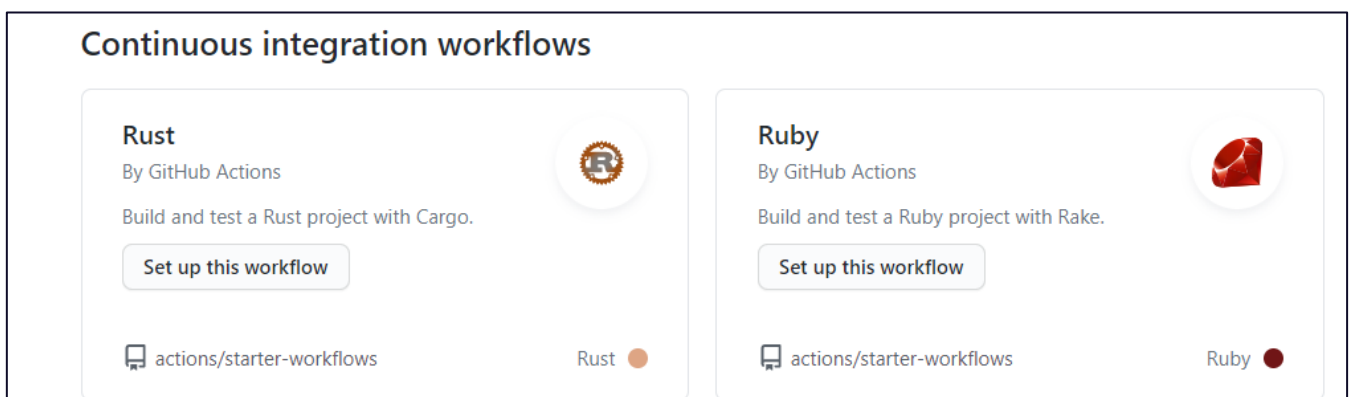 Continuous integration workflows
Rust
By GitHub Actions
Build and test a Rust project with Cargo.
Set up this workflow
actions/starter-workflows
Rust
Ruby
By GitHub Actions
Build and test a Ruby project with Rake.
Set up this workflow
actions/starter-workflows
Ruby